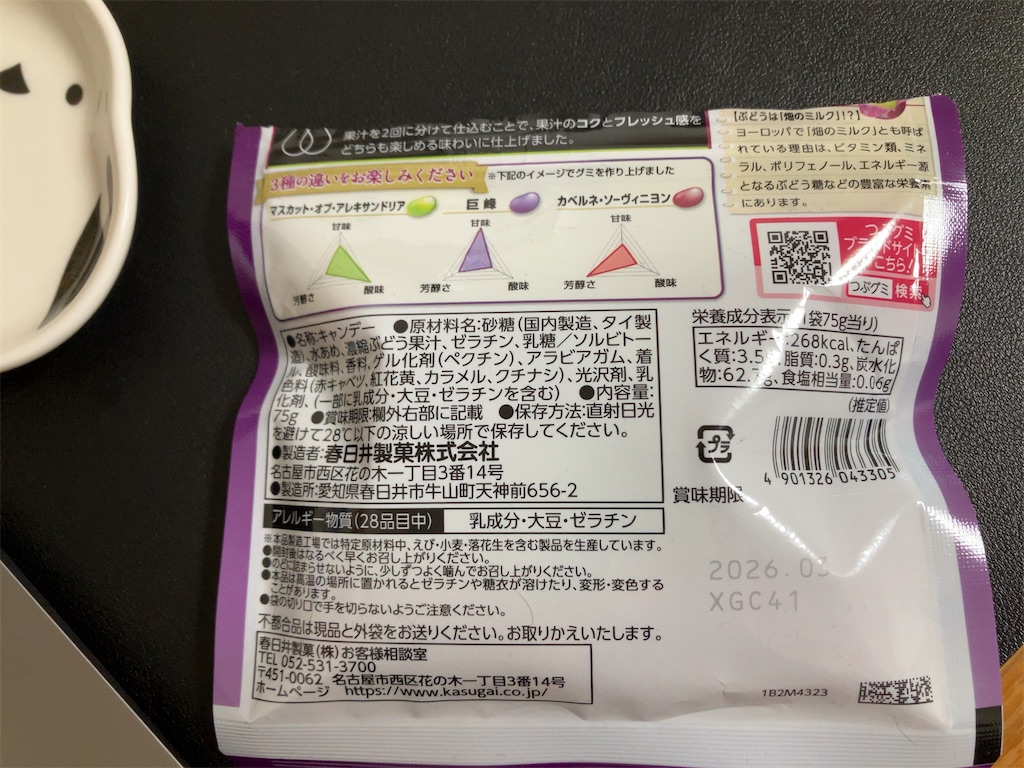 果汁を2回に分けて仕込むことで、果汁のコクとフレッシュ感を
どちらも楽しめる味わいに仕上げました。
3種の違いをお楽しみください
※下記のイメージでグミを作り上げました
マスカット・オブ・アレキサンドリア
巨峰
カベルネ・ソーヴィニヨン
甘味
甘味
甘味
芳醇さ
酸味
芳醇さ
酸味
芳醇さ
酸味
【ぶどうは「畑のミルク」!?】
ヨーロッパで「畑のミルク」とも呼ば
れている理由は、ビタミン類、ミネ
ラル、ポリフェノール、エネルギー源
となるぶどう糖などの豊富な栄養素
にあります。
つぶグミ
ブランドサイト
こちら!
つぶグミ 検索
●名称:キャンデー ●原材料名:砂糖(国内製造、タイ製
造)、水あめ、濃縮ぶどう果汁、ゼラチン、乳糖/ソルビトー
ル、酸味料、香料、ゲル化剤(ペクチン)、アラビアガム、着
色料(赤キャベツ、紅花黄、カラメル、クチナシ)、光沢剤、乳
化剤、(一部に乳成分・大豆・ゼラチンを含む) ●内容量:
75g ●賞味期限:欄外右部に記載 ●保存方法:直射日光
を避けて28℃以下の涼しい場所で保存してください。
●製造者:春日井製菓株式会社
名古屋市西区花の木一丁目3番14号
●製造所:愛知県春日井市牛山町天神前656-2
アレルギー物質(28品目中) 乳成分・大豆・ゼラチン
※本品製造工場では特定原材料中、えび・小麦・落花生を含む製品を生産しています。
●開封後はなるべく早くお召し上がりください。
●のどに詰まらせないように、少しずつよく噛んでお召し上がりください。
●本品は高温の場所に置かれるとゼラチンや糖衣が溶けたり、変形・変色する
ことがあります。
●袋の切り口で手を切らないようご注意ください。
不都合品は現品と外袋をお送りください。お取りかえいたします。
春日井製菓(株)お客様相談室
TEL 052-531-3700
〒451-0062 名古屋市西区花の木一丁目3番14号
ホームページ https://www.kasugai.co.jp/
栄養成分表示 袋75g当り)
エネルギー:268kcal、たんぱ
く質:3.5 脂質:0.3g、炭水化
物:62. 食塩相当量:0.06g
(推定値)
プラ
4 901326 043305
賞味期限
2026.03
XGC41
1B2M4323